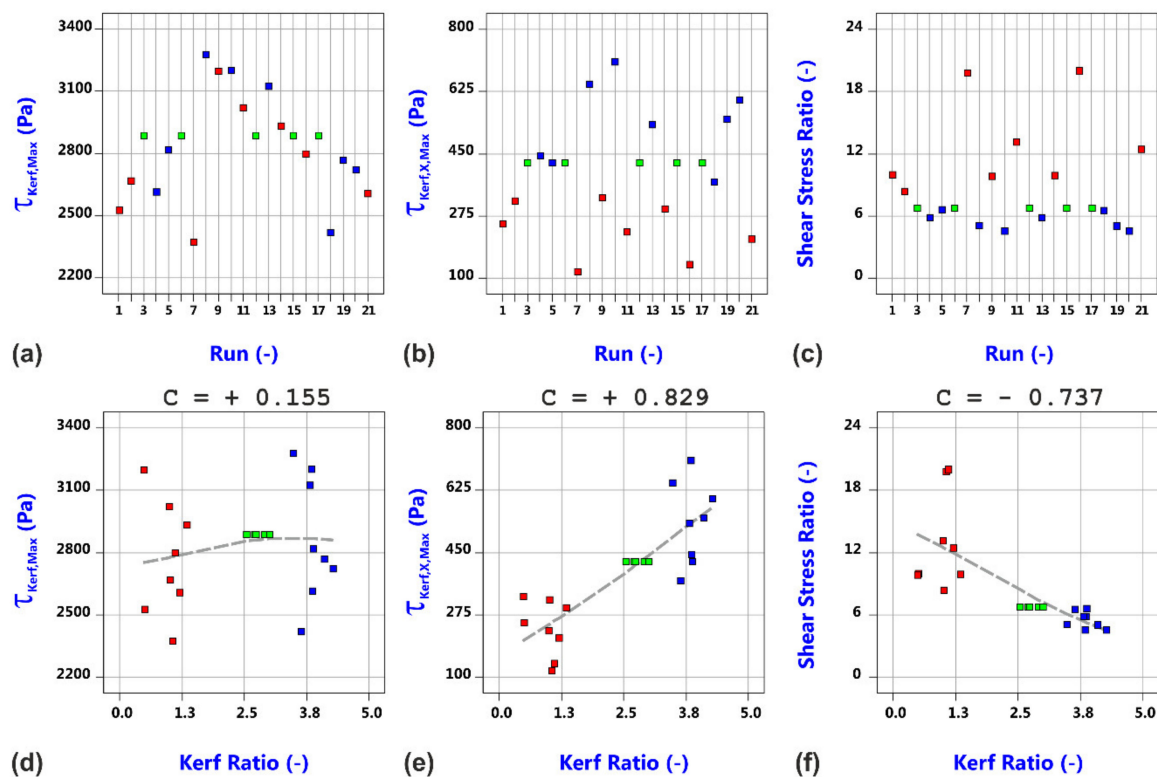 τKerf,Max (Pa)
3400
3100
2800
2500
2200
1 3 5 7 9 11 13 15 17 19 21
(a) Run (-)
τKerf,X,Max (Pa)
800
625
450
275
100
1 3 5 7 9 11 13 15 17 19 21
(b) Run (-)
Shear Stress Ratio (-)
24
18
12
6
0
1 3 5 7 9 11 13 15 17 19 21
(c) Run (-)
C = + 0.155
τKerf,Max (Pa)
3400
3100
2800
2500
2200
0.0 1.3 2.5 3.8 5.0
(d) Kerf Ratio (-)
C = + 0.829
τKerf,X,Max (Pa)
800
625
450
275
100
0.0 1.3 2.5 3.8 5.0
(e) Kerf Ratio (-)
C = - 0.737
Shear Stress Ratio (-)
24
18
12
6
0
0.0 1.3 2.5 3.8 5.0
(f) Kerf Ratio (-)